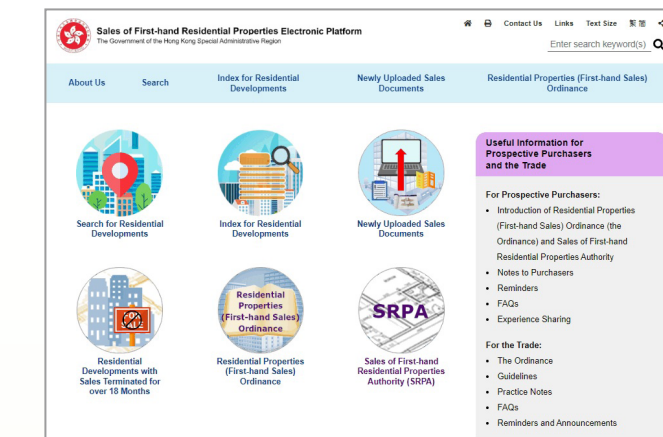 Sales of First-hand Residential Properties Electronic Platform
The Government of the Hong Kong Special Administrative Region
Contact Us Links Text Size 繁 简
Enter search keyword(s)
About Us
Search
Index for Residential
Developments
Newly Uploaded Sales
Documents
Residential Properties (First-hand Sales)
Ordinance
Search for Residential
Developments
Index for Residential
Developments
Newly Uploaded Sales
Documents
Residential
Developments with
Sales Terminated for
over 18 Months
Residential
Properties
(First-hand Sales)
Ordinance
Residential Properties
(First-hand Sales)
Ordinance
SRPA
Sales of First-hand
Residential Properties
Authority (SRPA)
Useful Information for
Prospective Purchasers
and the Trade
For Prospective Purchasers:
• Introduction of Residential Properties
(First-hand Sales) Ordinance (the
Ordinance) and Sales of First-hand
Residential Properties Authority
• Notes to Purchasers
• Reminders
• FAQs
• Experience Sharing
For the Trade:
• The Ordinance
• Guidelines
• Practice Notes
• FAQs
• Reminders and Announcements